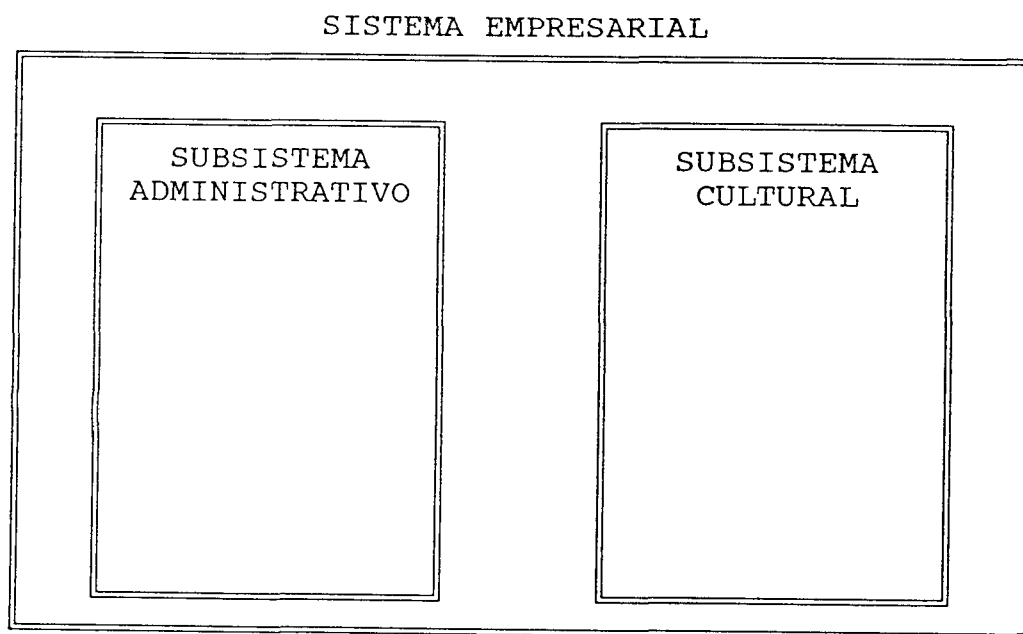 SISTEMA EMPRESARIAL
SUBSISTEMA
ADMINISTRATIVO
SUBSISTEMA
CULTURAL